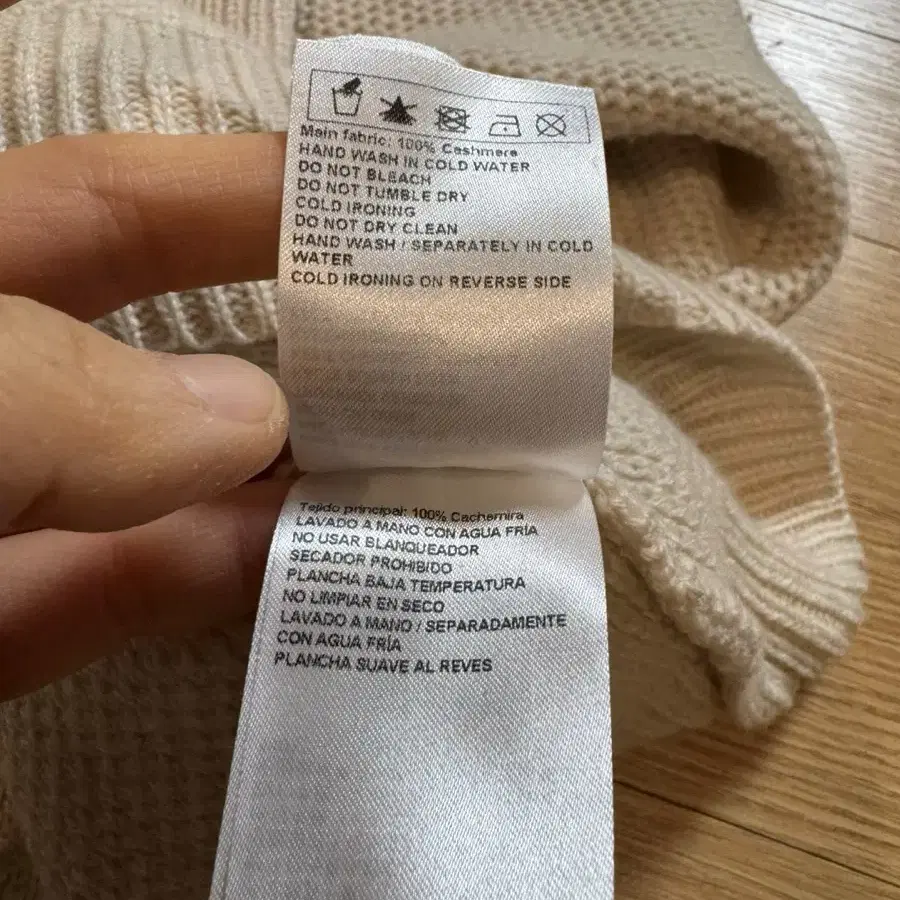 Main fabric: 100% Cashmere
HAND WASH IN COLD WATER
DO NOT BLEACH
DO NOT TUMBLE DRY
COLD IRONING
DO NOT DRY CLEAN
HAND WASH / SEPARATELY IN COLD
WATER
COLD IRONING ON REVERSE SIDE
Tejido principal: 100% Cachemira
LAVADO A MANO CON AGUA FRÍA
NO USAR BLANQUEADOR
SECADOR PROHIBIDO
PLANCHA BAJA TEMPERATURA
NO LIMPIAR EN SECO
LAVADO A MANO / SEPARADAMENTE
CON AGUA FRÍA
PLANCHA SUAVE AL REVES